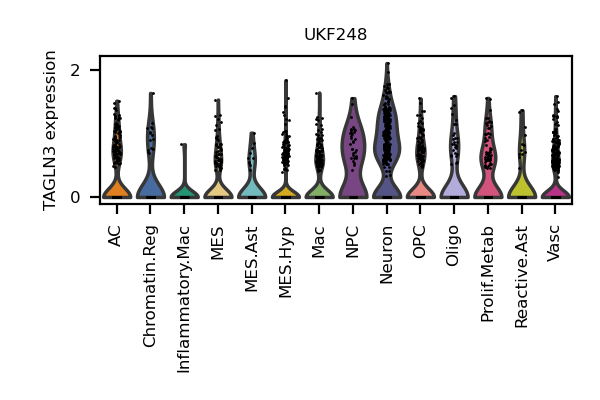 UKF248
TAGLN3 expression
2
0
AC
Chromatin.Reg
Inflammatory.Mac
MES
MES.Ast
MES.Hyp
Mac
NPC
Neuron
OPC
Oligo
Prolif.Metab
Reactive.Ast
Vasc